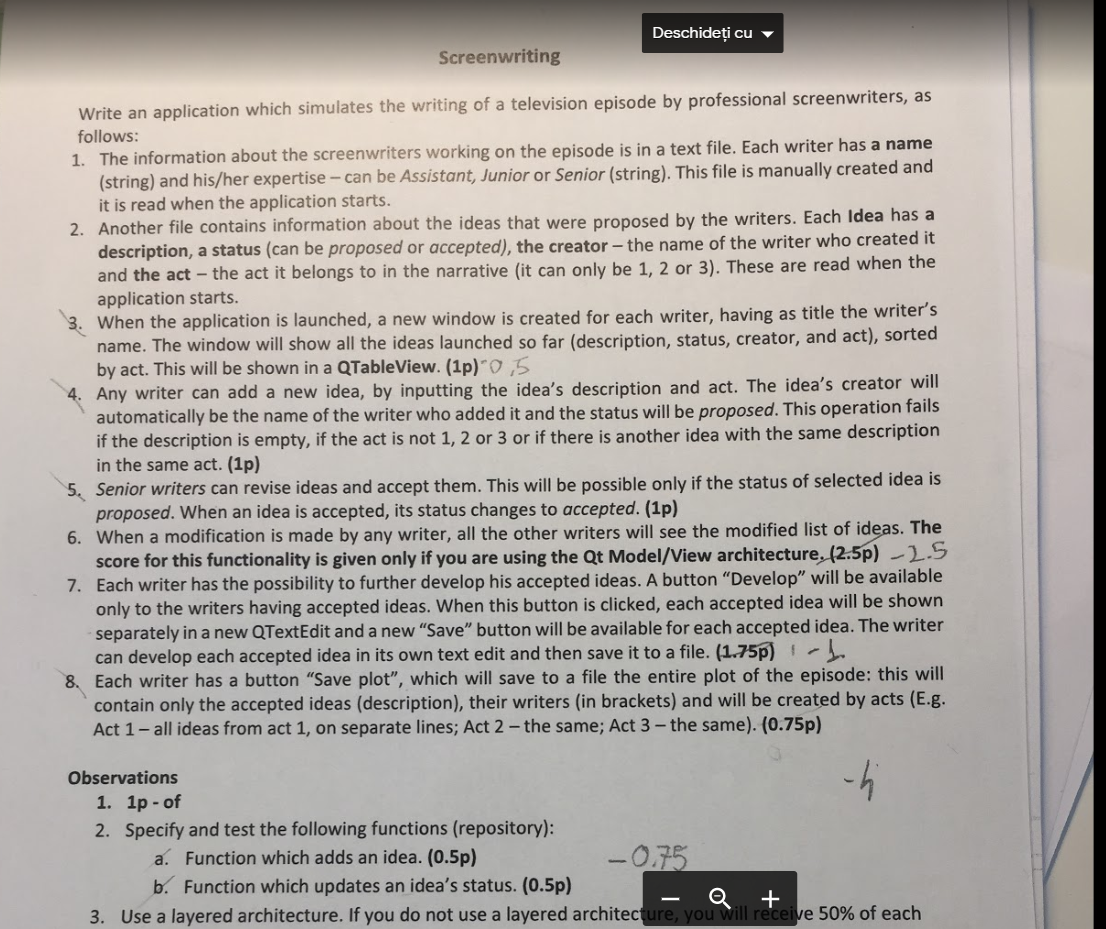 Deschideți cu
Screenwriting
Write an application which simulates the writing of a television episode by professional screenwriters, as
follows:
1. The information about the screenwriters working on the episode is in a text file. Each writer has a name
(string) and his/her expertise – can be Assistant, Junior or Senior (string). This file is manually created and
it is read when the application starts.
2. Another file contains information about the ideas that were proposed by the writers. Each Idea has a
description, a status (can be proposed or accepted), the creator – the name of the writer who created it
and the act – the act it belongs to in the narrative (it can only be 1, 2 or 3). These are read when the
application starts.
3. When the application is launched, a new window is created for each writer, having as title the writer's
name. The window will show all the ideas launched so far (description, status, creator, and act), sorted
by act. This will be shown in a QTableView. (1p) -0,5
4. Any writer can add a new idea, by inputting the idea's description and act. The idea's creator will
automatically be the name of the writer who added it and the status will be proposed. This operation fails
if the description is empty, if the act is not 1, 2 or 3 or if there is another idea with the same description
in the same act. (1p)
5. Senior writers can revise ideas and accept them. This will be possible only if the status of selected idea is
proposed. When an idea is accepted, its status changes to accepted. (1p)
6. When a modification is made by any writer, all the other writers will see the modified list of ideas. The
score for this functionality is given only if you are using the Qt Model/View architecture. (2.5p)
7. Each writer has the possibility to further develop his accepted ideas. A button "Develop" will be available
only to the writers having accepted ideas. When this button is clicked, each accepted idea will be shown
separately in a new QTextEdit and a new "Save" button will be available for each accepted idea. The writer
can develop each accepted idea in its own text edit and then save it to a file. (1.75p)
8. Each writer has a button "Save plot", which will save to a file the entire plot of the episode: this will
contain only the accepted ideas (description), their writers (in brackets) and will be created by acts (E.g.
Act 1 – all ideas from act 1, on separate lines; Act 2 – the same; Act 3 – the same). (0.75p)
Observations
1. 1p - of
2. Specify and test the following functions (repository):
a. Function which adds an idea. (0.5p) -0.75
b. Function which updates an idea's status. (0.5p)
3. Use a layered architecture. If you do not use a layered architecture, you will receive 50% of each